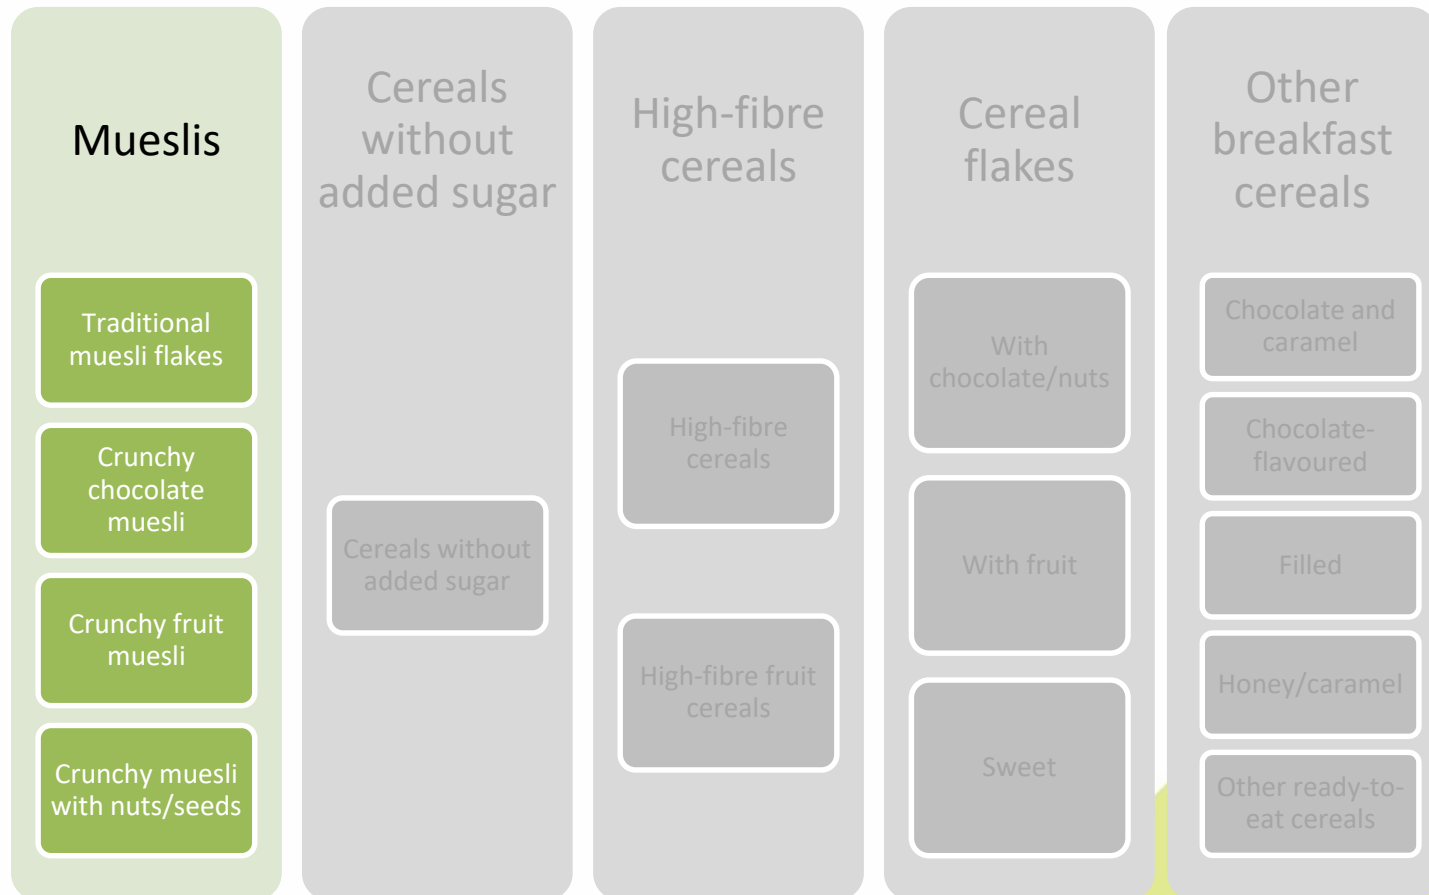 Mueslis
Traditional
muesli flakes
Crunchy
chocolate
muesli
Crunchy fruit
muesli
Crunchy muesli
with nuts/seeds
Cereals
without
added sugar
Cereals without
added sugar
High-fibre
cereals
High-fibre
cereals
High-fibre fruit
cereals
Cereal
flakes
With
chocolate/nuts
With fruit
Sweet
Other
breakfast
cereals
Chocolate and
caramel
Chocolate-
flavoured
Filled
Honey/caramel
Other ready-to-
eat cereals